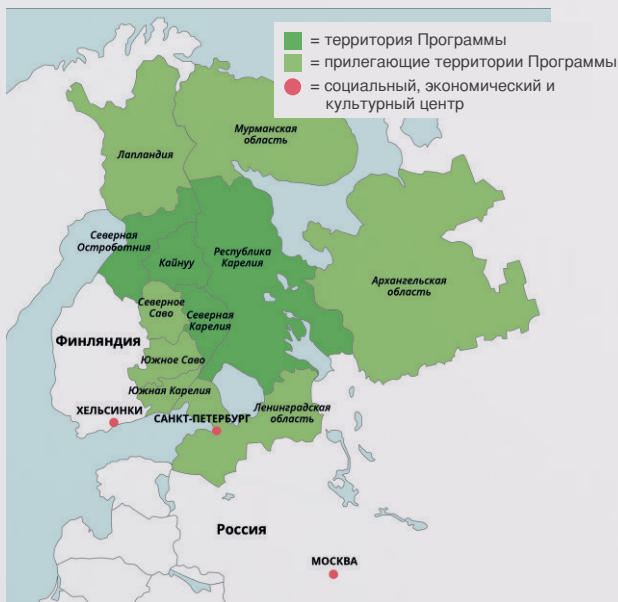 = территория Программы
= прилегающие территории Программы
= социальный, экономический и
культурный центр
Мурманская
область
Лапландия
Северная
Остроботния
Кайнуу
Республика
Карелия
Архангельская
область
Северное
Саво
Северная
Карелия
Финляндия
Южное Саво
Южная Карелия
ХЕЛЬСИНКИ
САНКТ-ПЕТЕРБУРГ
Ленинградская
область
Россия
МОСКВА